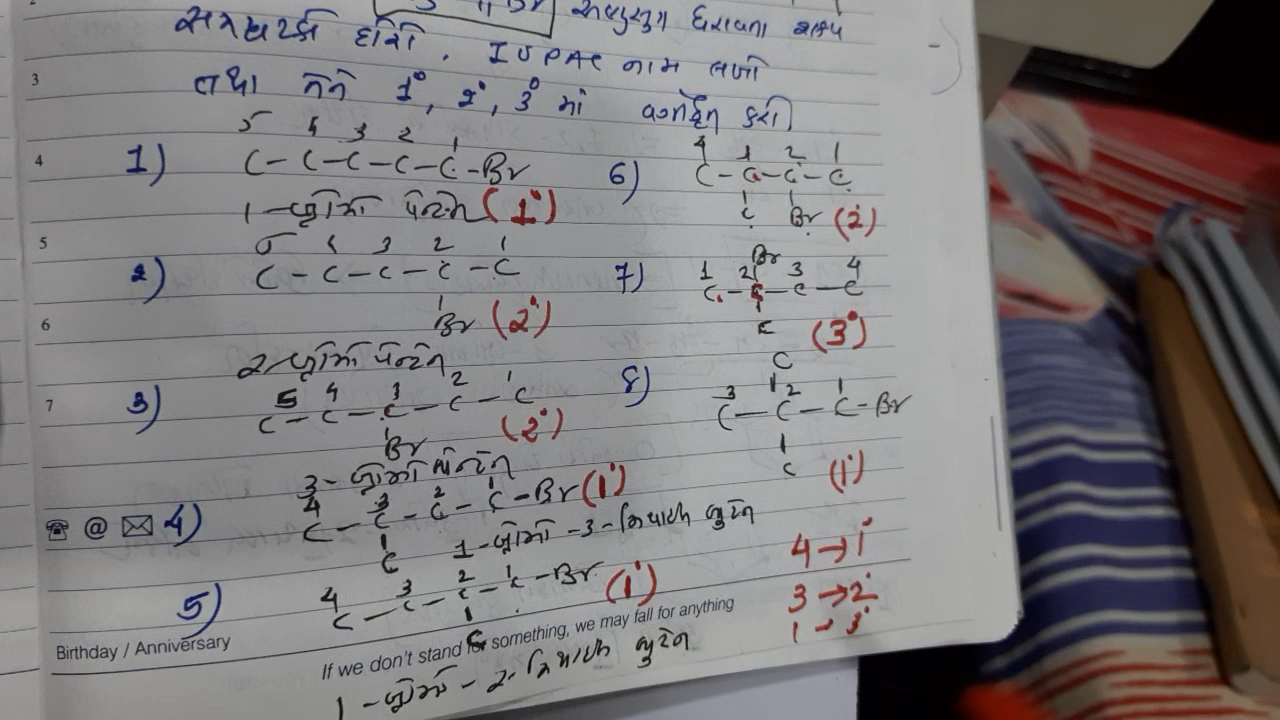 સમઘટકો દોરો. IUPAC નામ લખો
તથા તેને 1°, 2°, 3° માં વર્ગીકૃત કરો
3
5 4 3 2 1
4 1) C - C - C - C - C - Br
1-બ્રોમો પેન્ટેન (1°)
5
5 4 3 2 1
2) C - C - C - C - C
6 Br (2°)
2-બ્રોમો પેન્ટેન
5 4 3 2 1
7 3) C - C - C - C - C
Br (2°)
3-બ્રોમો પેન્ટેન
4 3 2 1
4) C - C - C - C - Br (1°)
C 1-બ્રોમો-3-મિથાઇલ બ્યુટેન
4 3 2 1
5) C - C - C - C - Br (1°)
C
1-બ્રોમો-2-મિથાઇલ બ્યુટેન
2 1
6) C - C - C - C
C Br (2°)
Br
1 2 3 4
7) C - C - C - C
C (3°)
C
3 2 1
8) C - C - C - Br
C (1°)
4 → 1°
3 → 2°
1 → 3°
Birthday / Anniversary
If we don't stand for something, we may fall for anything